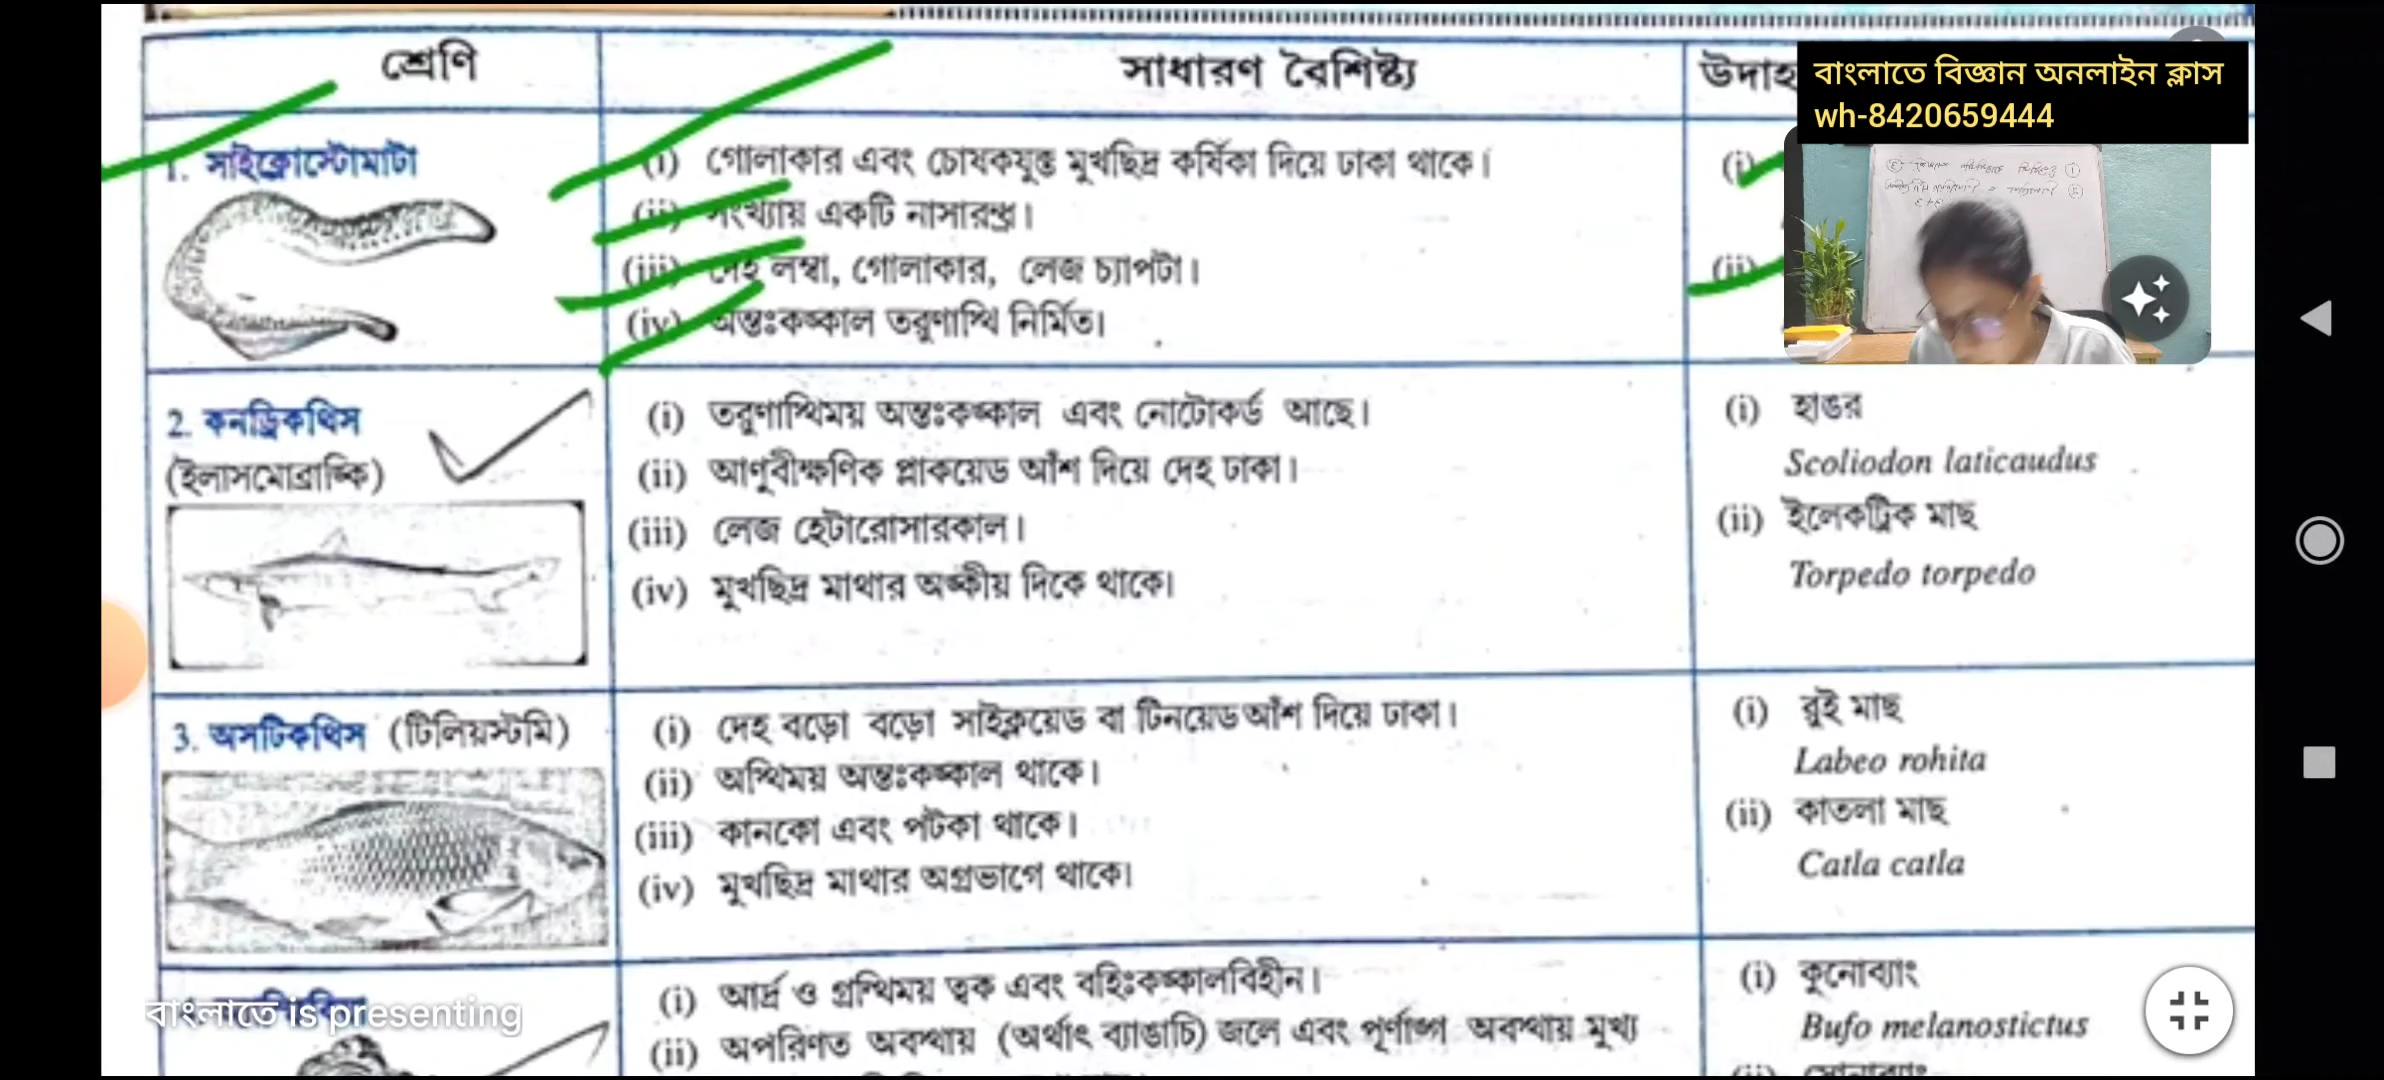 শ্রেণি
সাধারণ বৈশিষ্ট্য
উদাহ
বাংলাতে বিজ্ঞান অনলাইন ক্লাস
wh-8420659444
1. সাইক্লোস্টোমাটা
(i) গোলাকার এবং চোষকযুক্ত মুখছিদ্র কর্ষিকা দিয়ে ঢাকা থাকে।
(ii) সংখ্যায় একটি নাসারন্ধ্র।
(iii) দেহ লম্বা, গোলাকার, লেজ চ্যাপটা।
(iv) অন্তঃকঙ্কাল তরুণাস্থি নির্মিত।
(i)
(ii)
2. কনড্রিকথিস
(ইলাসমোব্রাঙ্কি)
(i) তরুণাস্থিময় অন্তঃকঙ্কাল এবং নোটোকর্ড আছে।
(ii) আণুবীক্ষণিক প্লাকয়েড আঁশ দিয়ে দেহ ঢাকা।
(iii) লেজ হেটারোসারকাল।
(iv) মুখছিদ্র মাথার অঙ্কীয় দিকে থাকে।
(i) হাঙর
Scoliodon laticaudus
(ii) ইলেকট্রিক মাছ
Torpedo torpedo
3. অসটিকথিস (টিলিয়স্টমি)
(i) দেহ বড়ো বড়ো সাইক্লয়েড বা টিনয়েড আঁশ দিয়ে ঢাকা।
(ii) অস্থিময় অন্তঃকঙ্কাল থাকে।
(iii) কানকো এবং পটকা থাকে।
(iv) মুখছিদ্র মাথার অগ্রভাগে থাকে।
(i) রুই মাছ
Labeo rohita
(ii) কাতলা মাছ
Catla catla
বাংলাতে is presenting
(i) আর্দ্র ও গ্রন্থিময় ত্বক এবং বহিঃকঙ্কালবিহীন।
(ii) অপরিণত অবস্থায় (অর্থাৎ ব্যাঙাচি) জলে এবং পূর্ণাঙ্গ অবস্থায় মুখ্য
(i) কুনোব্যাং
Bufo melanostictus
(ii) সোনাব্যাং